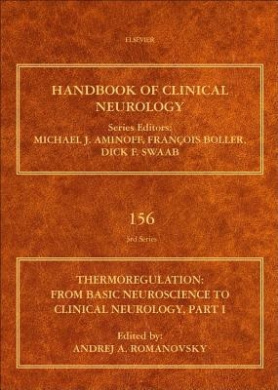 ELSEVIER
HANDBOOK OF CLINICAL
NEUROLOGY
Series Editors:
MICHAEL J. AMINOFF, FRANÇOIS BOLLER,
DICK F. SWAAB
156
3rd Series
THERMOREGULATION:
FROM BASIC NEUROSCIENCE TO
CLINICAL NEUROLOGY, PART I
Edited by:
ANDREJ A. ROMANOVSKY